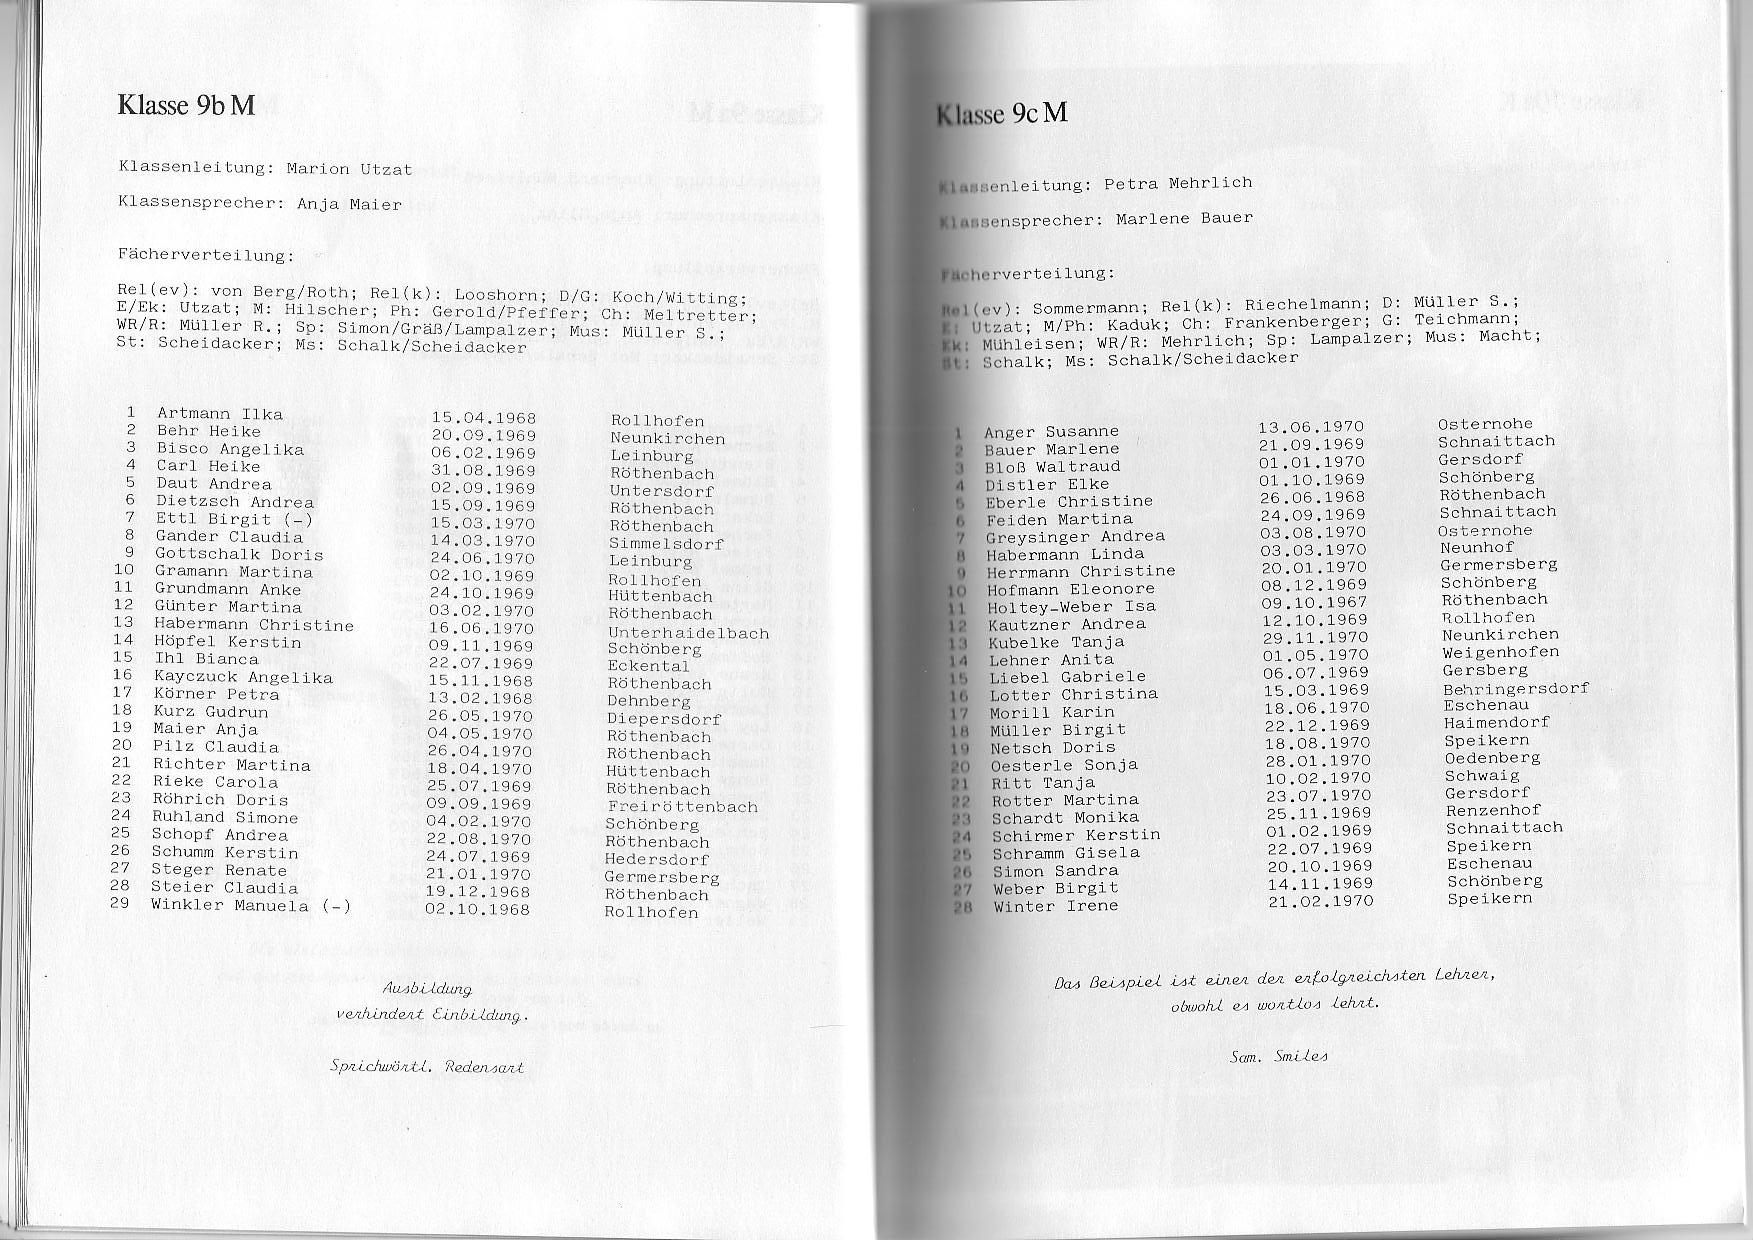 Klasse 9b M
Klassenleitung: Marion Utzat
Klassensprecher: Anja Maier
Fächerverteilung:
Rel(ev): von Berg/Roth; Rel(k): Looshorn; D/G: Koch/Witting;
E/Ek: Utzat; M: Hilscher; Ph: Gerold/Pfeffer; Ch: Meltretter;
WR/R: Müller R.; Sp: Simon/Gräß/Lampalzer; Mus: Müller S.;
St: Scheidacker; Ms: Schalk/Scheidacker
1 Artmann Ilka 15.04.1968 Rollhofen
2 Behr Heike 20.09.1969 Neunkirchen
3 Bisco Angelika 06.02.1969 Leinburg
4 Carl Heike 31.08.1969 Röthenbach
5 Daut Andrea 02.09.1969 Untersdorf
6 Dietzsch Andrea 15.09.1969 Röthenbach
7 Ettl Birgit (-) 15.03.1970 Röthenbach
8 Gander Claudia 14.03.1970 Simmelsdorf
9 Gottschalk Doris 24.06.1970 Leinburg
10 Gramann Martina 02.10.1969 Rollhofen
11 Grundmann Anke 24.10.1969 Hüttenbach
12 Günter Martina 03.02.1970 Röthenbach
13 Habermann Christine 16.06.1970 Unterhaidelbach
14 Höpfel Kerstin 09.11.1969 Schönberg
15 Ihl Bianca 22.07.1969 Eckental
16 Kayczuck Angelika 15.11.1968 Röthenbach
17 Körner Petra 13.02.1968 Dehnberg
18 Kurz Gudrun 26.05.1970 Diepersdorf
19 Maier Anja 04.05.1970 Röthenbach
20 Pilz Claudia 26.04.1970 Röthenbach
21 Richter Martina 18.04.1970 Hüttenbach
22 Rieke Carola 25.07.1969 Röthenbach
23 Röhrich Doris 09.09.1969 Freiröttenbach
24 Ruhland Simone 04.02.1970 Schönberg
25 Schopf Andrea 22.08.1970 Röthenbach
26 Schumm Kerstin 24.07.1969 Hedersdorf
27 Steger Renate 21.01.1970 Germersberg
28 Steier Claudia 19.12.1968 Röthenbach
29 Winkler Manuela (-) 02.10.1968 Rollhofen
Ausbildung
verhindert Einbildung.
Sprichwörtl. Redensart
Klasse 9c M
Klassenleitung: Petra Mehrlich
Klassensprecher: Marlene Bauer
Fächerverteilung:
Rel(ev): Sommermann; Rel(k): Riechelmann; D: Müller S.;
E: Utzat; M/Ph: Kaduk; Ch: Frankenberger; G: Teichmann;
Ek: Mühleisen; WR/R: Mehrlich; Sp: Lampalzer; Mus: Macht;
St: Schalk; Ms: Schalk/Scheidacker
1 Anger Susanne 13.06.1970 Osternohe
2 Bauer Marlene 21.09.1969 Schnaittach
3 Bloß Waltraud 01.01.1970 Gersdorf
4 Distler Elke 01.10.1969 Schönberg
5 Eberle Christine 26.06.1968 Röthenbach
6 Feiden Martina 24.09.1969 Schnaittach
7 Greysinger Andrea 03.08.1970 Osternohe
8 Habermann Linda 03.03.1970 Neunhof
9 Herrmann Christine 20.01.1970 Germersberg
10 Hofmann Eleonore 08.12.1969 Schönberg
11 Holtey-Weber Isa 09.10.1967 Röthenbach
12 Kautzner Andrea 12.10.1969 Rollhofen
13 Kubelke Tanja 29.11.1970 Neunkirchen
14 Lehner Anita 01.05.1970 Weigenhofen
15 Liebel Gabriele 06.07.1969 Gersberg
16 Lotter Christina 15.03.1969 Behringersdorf
17 Morill Karin 18.06.1970 Eschenau
18 Müller Birgit 22.12.1969 Haimendorf
19 Netsch Doris 18.08.1970 Speikern
20 Oesterle Sonja 28.01.1970 Oedenberg
21 Ritt Tanja 10.02.1970 Schwaig
22 Rotter Martina 23.07.1970 Gersdorf
23 Schardt Monika 25.11.1969 Renzenhof
24 Schirmer Kerstin 01.02.1969 Schnaittach
25 Schramm Gisela 22.07.1969 Speikern
26 Simon Sandra 20.10.1969 Eschenau
27 Weber Birgit 14.11.1969 Schönberg
28 Winter Irene 21.02.1970 Speikern
Das Beispiel ist einer der erfolgreichsten Lehrer,
obwohl es wortlos lehrt.
Sam. Smiles